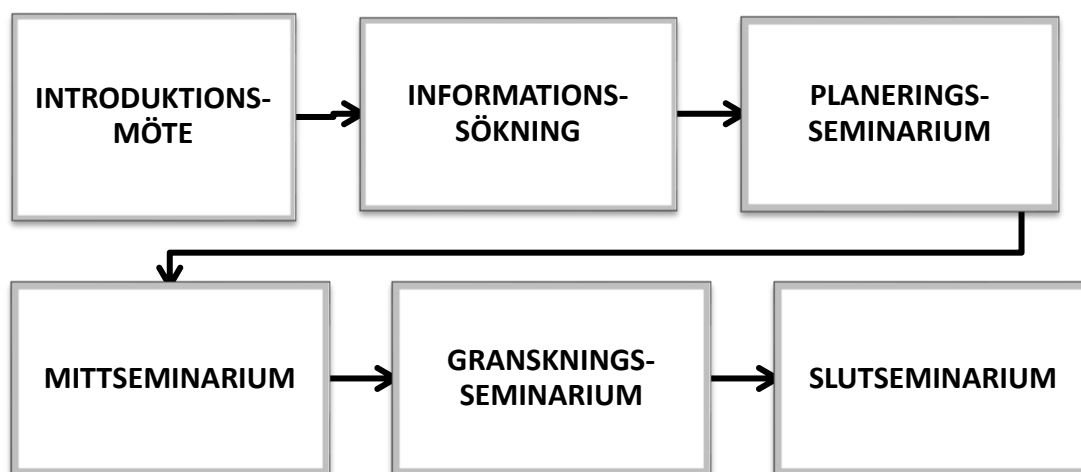 INTRODUKTIONS-
MÖTE
INFORMATIONS-
SÖKNING
PLANERINGS-
SEMINARIUM
MITTSEMINARIUM
GRANSKNINGS-
SEMINARIUM
SLUTSEMINARIUM